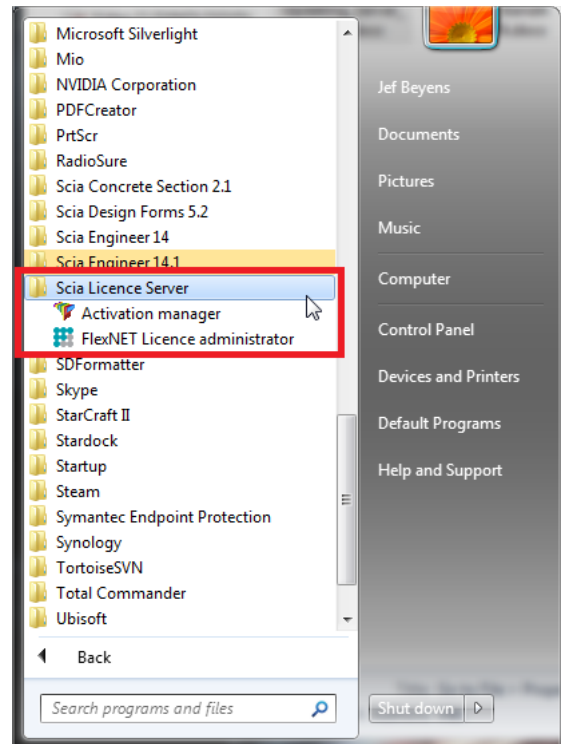 Microsoft Silverlight
Mio
NVIDIA Corporation
PDFCreator
PrtScr
RadioSure
Scia Concrete Section 2.1
Scia Design Forms 5.2
Scia Engineer 14
Scia Engineer 14.1
Scia Licence Server
Activation manager
FlexNET Licence administrator
SDFormatter
Skype
StarCraft II
Stardock
Startup
Steam
Symantec Endpoint Protection
Synology
TortoiseSVN
Total Commander
Ubisoft
Back
Search programs and files
Jef Beyens
Documents
Pictures
Music
Computer
Control Panel
Devices and Printers
Default Programs
Help and Support
Shut down